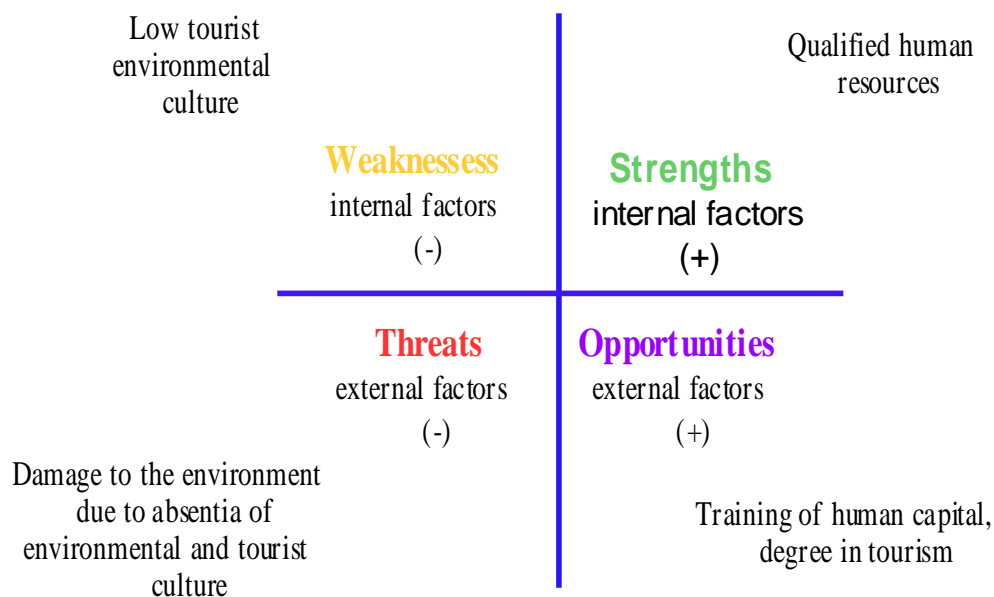 Low tourist
environmental
culture
Weaknessess
internal factors
(-)
Qualified human
resources
Strengths
internal factors
(+)
Threats
external factors
(-)
Damage to the environment
due to absentia of
environmental and tourist
culture
Opportunities
external factors
(+)
Training of human capital,
degree in tourism